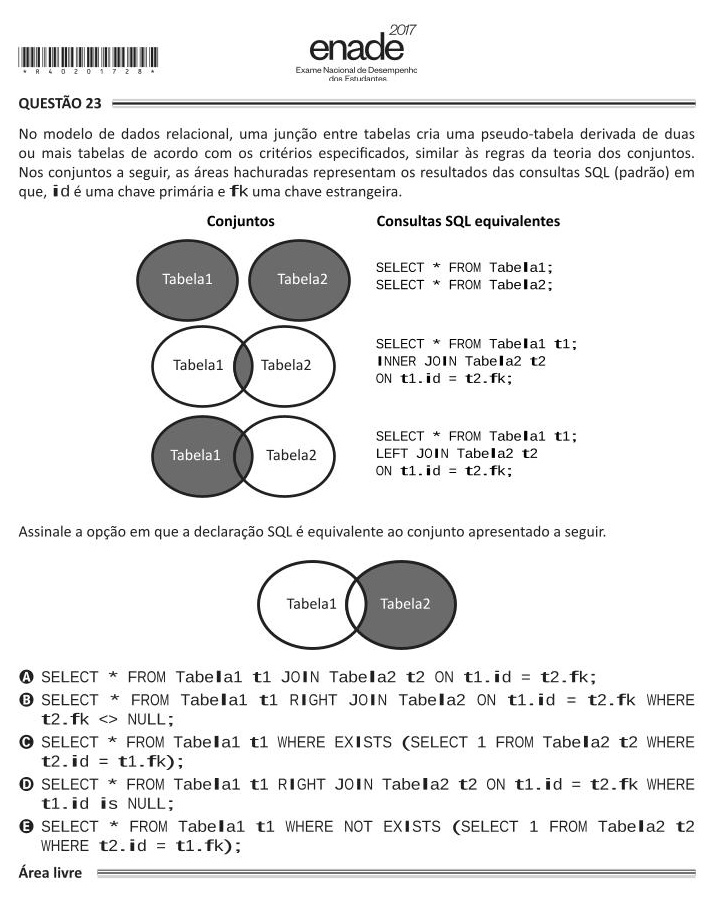 2017
enade
Exame Nacional de Desempenho
dos Estudantes
* R 4 0 2 0 1 7 2 8 *
QUESTÃO 23
No modelo de dados relacional, uma junção entre tabelas cria uma pseudo-tabela derivada de duas
ou mais tabelas de acordo com os critérios especificados, similar às regras da teoria dos conjuntos.
Nos conjuntos a seguir, as áreas hachuradas representam os resultados das consultas SQL (padrão) em
que, id é uma chave primária e fk uma chave estrangeira.
Conjuntos Consultas SQL equivalentes
Tabela1 Tabela2
SELECT * FROM Tabela1;
SELECT * FROM Tabela2;
Tabela1 Tabela2
SELECT * FROM Tabela1 t1;
INNER JOIN Tabela2 t2
ON t1.id = t2.fk;
Tabela1 Tabela2
SELECT * FROM Tabela1 t1;
LEFT JOIN Tabela2 t2
ON t1.id = t2.fk;
Assinale a opção em que a declaração SQL é equivalente ao conjunto apresentado a seguir.
Tabela1 Tabela2
A SELECT * FROM Tabela1 t1 JOIN Tabela2 t2 ON t1.id = t2.fk;
B SELECT * FROM Tabela1 t1 RIGHT JOIN Tabela2 ON t1.id = t2.fk WHERE
t2.fk <> NULL;
C SELECT * FROM Tabela1 t1 WHERE EXISTS (SELECT 1 FROM Tabela2 t2 WHERE
t2.id = t1.fk);
D SELECT * FROM Tabela1 t1 RIGHT JOIN Tabela2 t2 ON t1.id = t2.fk WHERE
t1.id is NULL;
E SELECT * FROM Tabela1 t1 WHERE NOT EXISTS (SELECT 1 FROM Tabela2 t2
WHERE t2.id = t1.fk);
Área livre